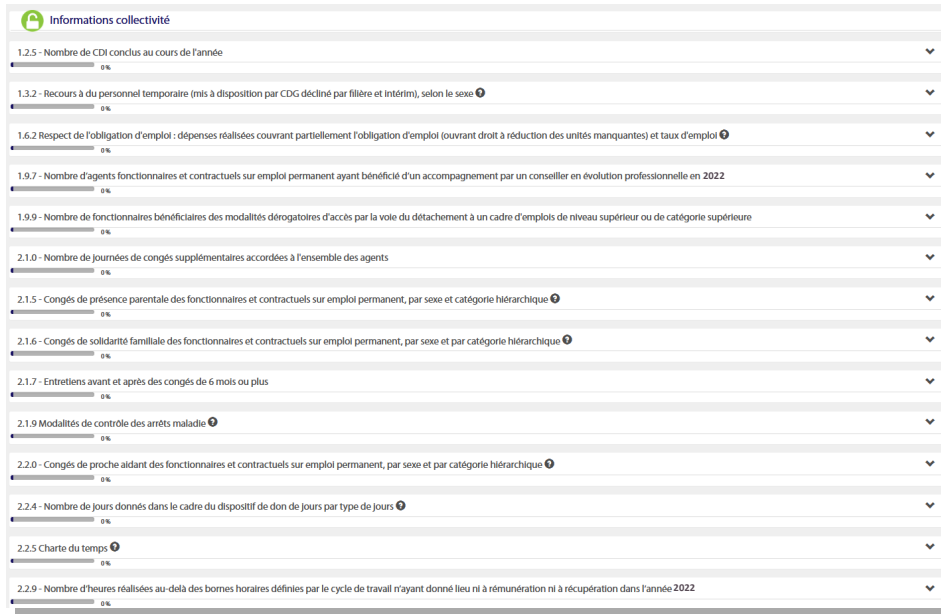 Informations collectivité
1.2.5 - Nombre de CDI conclus au cours de l'année
0 %
1.3.2 - Recours à du personnel temporaire (mis à disposition par CDG décliné par filière et intérim), selon le sexe ?
0 %
1.6.2 Respect de l'obligation d'emploi : dépenses réalisées couvrant partiellement l'obligation d'emploi (ouvrant droit à réduction des unités manquantes) et taux d'emploi ?
0 %
1.9.7 - Nombre d'agents fonctionnaires et contractuels sur emploi permanent ayant bénéficié d'un accompagnement par un conseiller en évolution professionnelle en 2022
0 %
1.9.9 - Nombre de fonctionnaires bénéficiaires des modalités dérogatoires d'accès par la voie du détachement à un cadre d'emplois de niveau supérieur ou de catégorie supérieure
0 %
2.1.0 - Nombre de journées de congés supplémentaires accordées à l'ensemble des agents
0 %
2.1.5 - Congés de présence parentale des fonctionnaires et contractuels sur emploi permanent, par sexe et catégorie hiérarchique ?
0 %
2.1.6 - Congés de solidarité familiale des fonctionnaires et contractuels sur emploi permanent, par sexe et par catégorie hiérarchique ?
0 %
2.1.7 - Entretiens avant et après des congés de 6 mois ou plus
0 %
2.1.9 Modalités de contrôle des arrêts maladie ?
0 %
2.2.0 - Congés de proche aidant des fonctionnaires et contractuels sur emploi permanent, par sexe et par catégorie hiérarchique ?
0 %
2.2.4 - Nombre de jours donnés dans le cadre du dispositif de don de jours par type de jours ?
0 %
2.2.5 Charte du temps ?
0 %
2.2.9 - Nombre d'heures réalisées au-delà des bornes horaires définies par le cycle de travail n'ayant donné lieu ni à rémunération ni à récupération dans l'année 2022
0 %